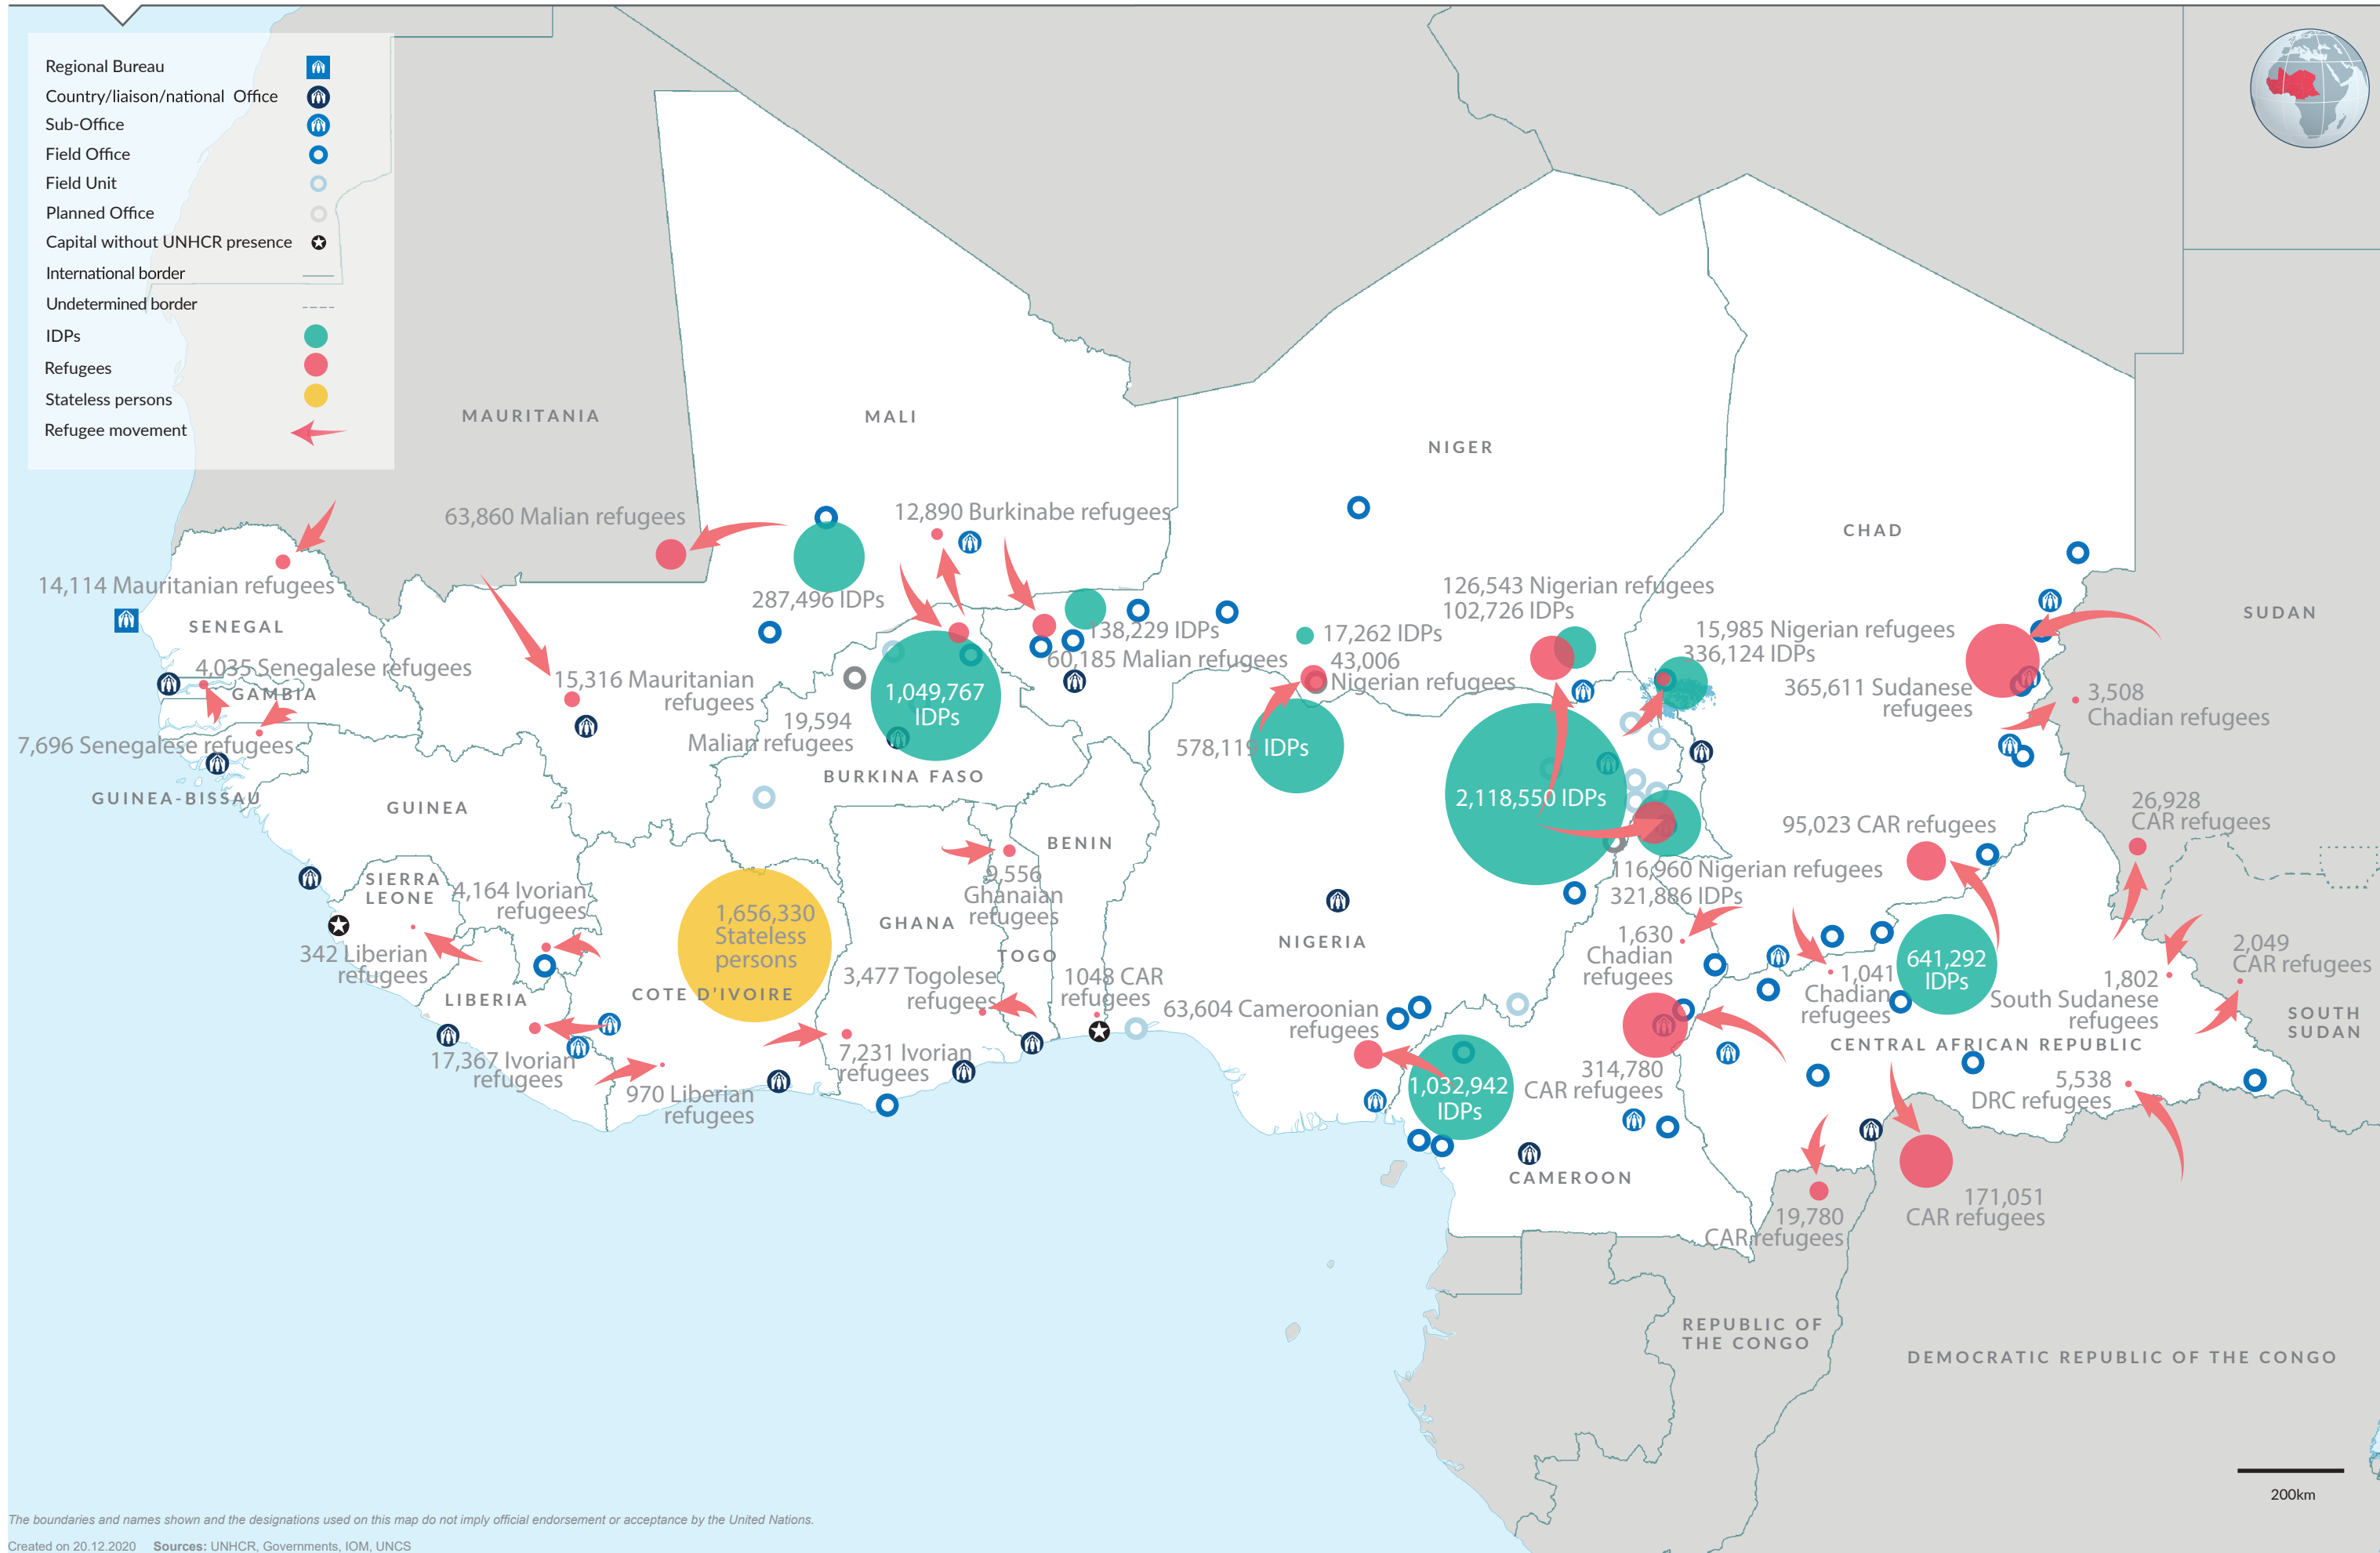 Regional Bureau
Country/liaison/national Office
Sub-Office
Field Office
Field Unit
Planned Office
Capital without UNHCR presence
International border
Undetermined border
IDPs
Refugees
Stateless persons
Refugee movement
MAURITANIA
MALI
NIGER
CHAD
SUDAN
63,860 Malian refugees
12,890 Burkinabe refugees
14,114 Mauritanian refugees
287,496 IDPs
SENEGAL
4,035 Senegalese refugees
GAMBIA
7,696 Senegalese refugees
GUINEA-BISSAU
15,316 Mauritanian
refugees
19,594
Malian refugees
1,049,767
IDPs
BURKINA FASO
138,229 IDPs
60,185 Malian refugees
17,262 IDPs
43,006
Nigerian refugees
578,119 IDPs
126,543 Nigerian refugees
102,726 IDPs
15,985 Nigerian refugees
336,124 IDPs
365,611 Sudanese
refugees
3,508
Chadian refugees
2,118,550 IDPs
116,960 Nigerian refugees
321,886 IDPs
95,023 CAR refugees
26,928
CAR refugees
GUINEA
SIERRA
LEONE
4,164 Ivorian
refugees
342 Liberian
refugees
LIBERIA
17,367 Ivorian
refugees
1,656,330
Stateless
persons
COTE D'IVOIRE
970 Liberian
refugees
GHANA
9,556
Ghanaian
refugees
BENIN
TOGO
3,477 Togolese
refugees
1048 CAR
refugees
7,231 Ivorian
refugees
NIGERIA
63,604 Cameroonian
refugees
1,032,942
IDPs
1,630
Chadian
refugees
314,780
CAR refugees
CAMEROON
1,041
Chadian
refugees
641,292
IDPs
1,802
South Sudanese
refugees
2,049
CAR refugees
SOUTH
SUDAN
CENTRAL AFRICAN REPUBLIC
5,538
DRC refugees
19,780
CAR refugees
171,051
CAR refugees
REPUBLIC OF
THE CONGO
DEMOCRATIC REPUBLIC OF THE CONGO
200km
The boundaries and names shown and the designations used on this map do not imply official endorsement or acceptance by the United Nations.
Created on 20.12.2020 Sources: UNHCR, Governments, IOM, UNCS